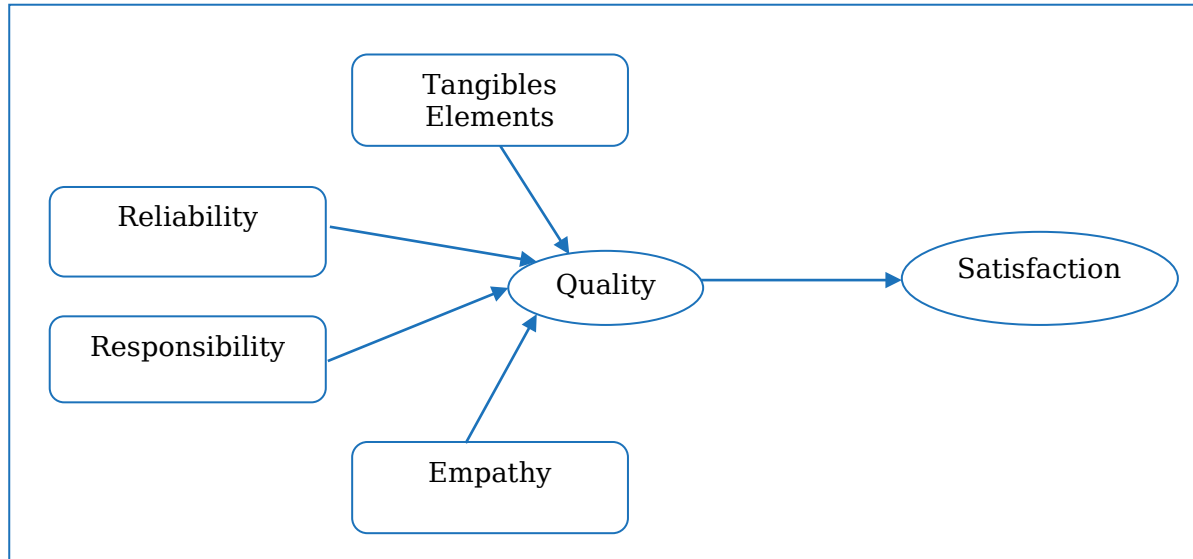 Tangibles
Elements
Reliability
Quality
Satisfaction
Responsibility
Empathy